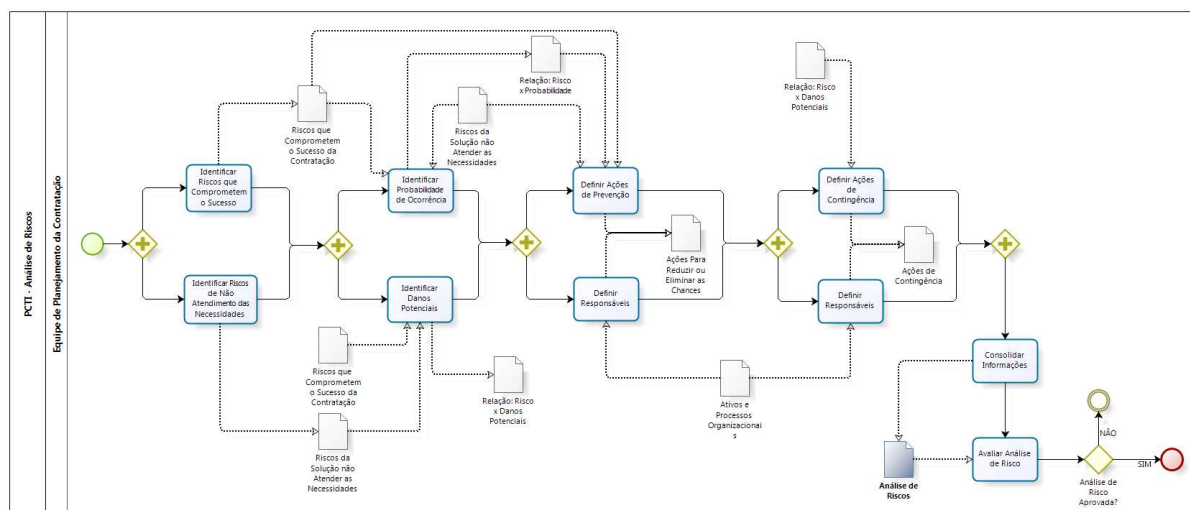 PCTI - Análise de Riscos
Equipe de Planejamento da Contratação
Riscos que
Comprometem
o Sucesso da
Contratação
Relação: Risco
x Probabilidade
Riscos da
Solução não
Atender as
Necessidades
Relação: Risco
x Danos
Potenciais
Identificar
Riscos que
Comprometem
o Sucesso
Identificar
Probabilidade
de Ocorrência
Definir Ações
de Prevenção
Definir Ações
de
Contingência
Ações Para
Reduzir ou
Eliminar as
Chances
Ações de
Contingência
Identificar Riscos
de Não
Atendimento das
Necessidades
Identificar
Danos
Potenciais
Definir
Responsáveis
Definir
Responsáveis
Riscos que
Comprometem
o Sucesso da
Contratação
Relação: Risco
x Danos
Potenciais
Ativos e
Processos
Organizacionai
s
Consolidar
Informações
Riscos da
Solução não
Atender as
Necessidades
Análise de
Riscos
Avaliar Análise
de Risco
NÃO
SIM
Análise de
Risco
Aprovada?